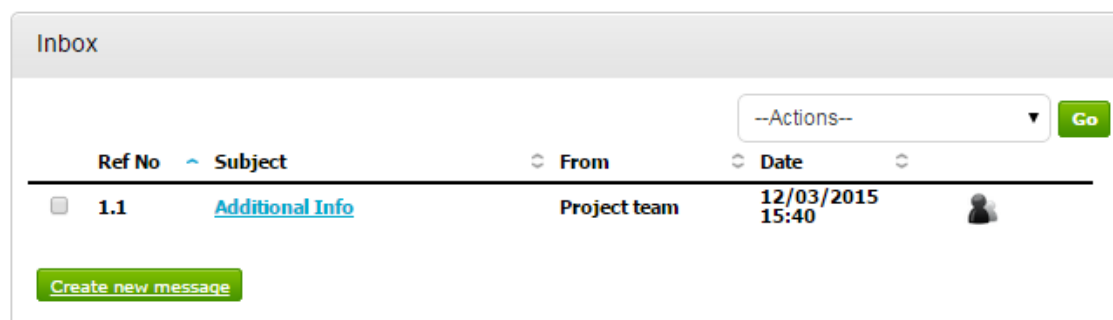 Inbox
--Actions-- Go
Ref No Subject From Date
1.1 Additional Info Project team 12/03/2015
15:40
Create new message